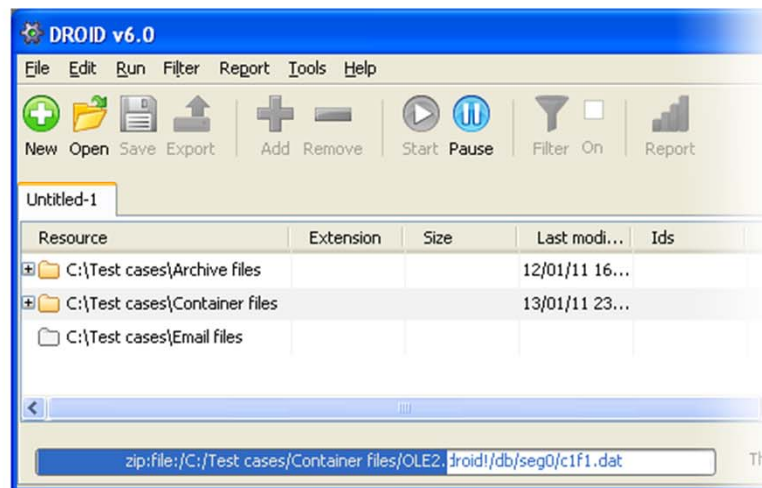 DROID v6.0
File Edit Run Filter Report Tools Help
New Open Save Export Add Remove Start Pause Filter On Report
Untitled-1
Resource Extension Size Last modi... Ids
C:\Test cases\Archive files 12/01/11 16...
C:\Test cases\Container files 13/01/11 23...
C:\Test cases\Email files
zip:file:/C:/Test cases/Container files/OLE2.droid!/db/seg0/c1f1.dat